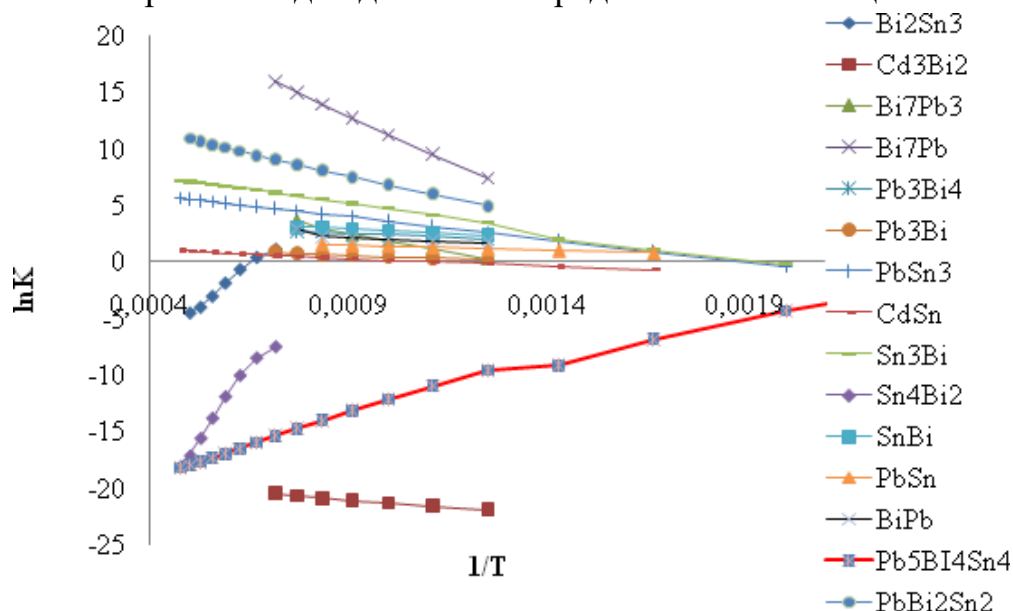 20
15
10
5
0
-5
-10
-15
-20
-25
0,0004
0,0009
0,0014
0,0019
lnK
1/T
Bi2Sn3
Cd3Bi2
Bi7Pb3
Bi7Pb
Pb3Bi4
Pb3Bi
PbSn3
CdSn
Sn3Bi
Sn4Bi2
SnBi
PbSn
BiPb
Pb5BI4Sn4
PbBi2Sn2